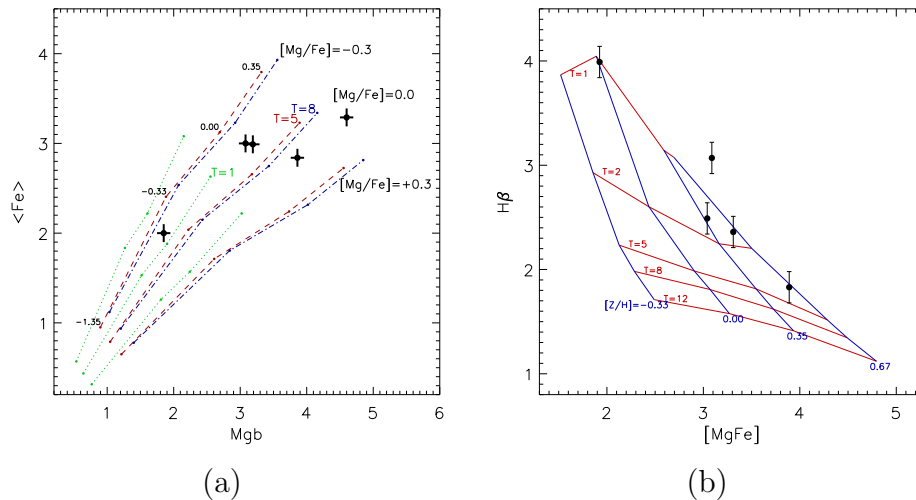 4
3
2
1
<Fe>
1
2
3
4
5
6
Mgb
[Mg/Fe]=−0.3
0.35
[Mg/Fe]=0.0
T=8
T=5
0.00
T=1
−0.33
[Mg/Fe]=+0.3
−1.35
(a)
4
3
2
1
Hβ
2
3
4
5
[MgFe]
T=1
T=2
T=5
T=8
T=12
[Z/H]=−0.33
0.00
0.35
0.67
(b)